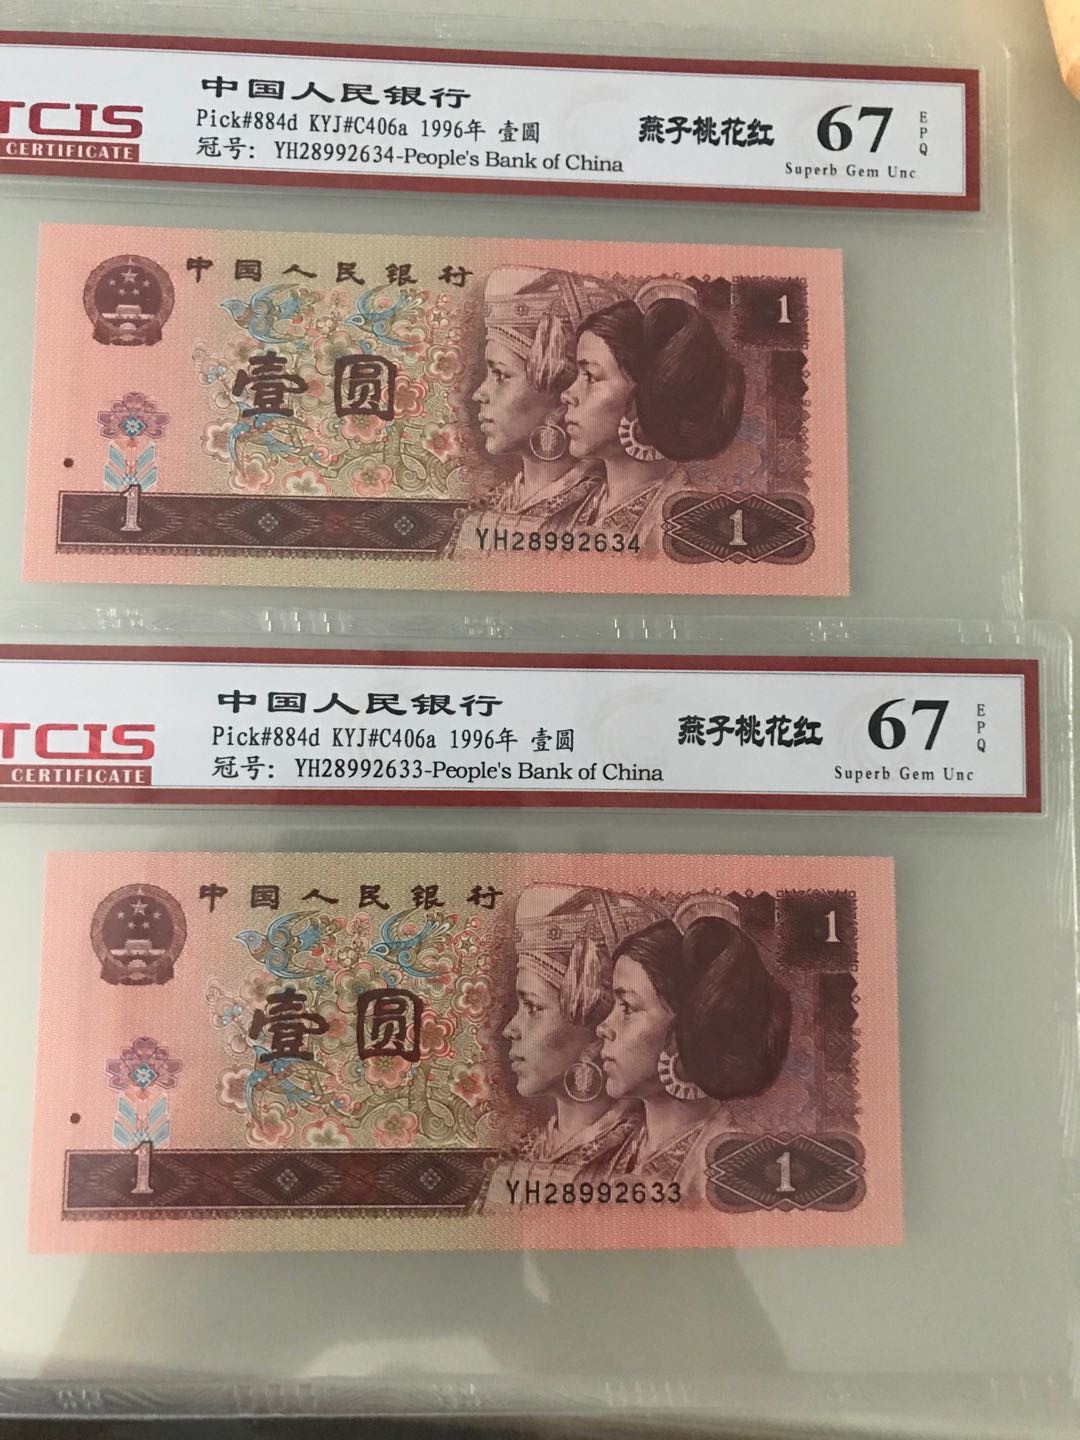 TCIS
CERTIFICATE
中国人民银行
Pick#884d KYJ#C406a 1996年 壹圆
冠号: YH28992634-People's Bank of China
燕子桃花红
67
EPQ
Superb Gem Unc
中国人民银行
1
壹圆
1
YH28992634
1
TCIS
CERTIFICATE
中国人民银行
Pick#884d KYJ#C406a 1996年 壹圆
冠号: YH28992633-People's Bank of China
燕子桃花红
67
EPQ
Superb Gem Unc
中国人民银行
1
壹圆
1
YH28992633
1